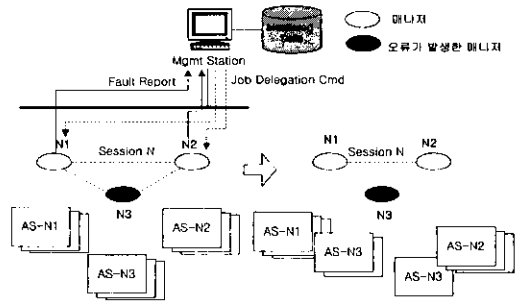 매니저
오류가 발생한 매니저
Mgmt Station
Fault Report
Job Delegation Cmd
N1
Session N
N2
N3
AS-N1
AS-N2
AS-N3
N1
Session N
N2
N3
AS-N1
AS-N3
AS-N2
AS-N3